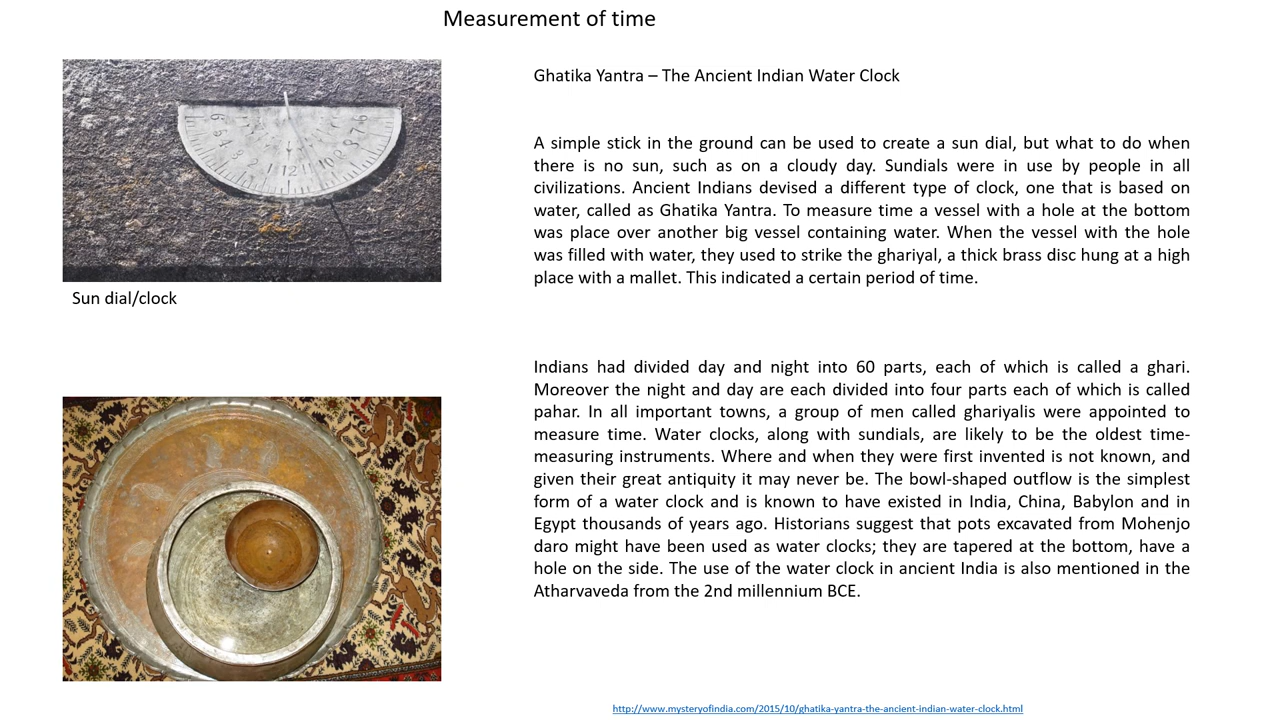 Measurement of time
Ghatika Yantra – The Ancient Indian Water Clock
A simple stick in the ground can be used to create a sun dial, but what to do when
there is no sun, such as on a cloudy day. Sundials were in use by people in all
civilizations. Ancient Indians devised a different type of clock, one that is based on
water, called as Ghatika Yantra. To measure time a vessel with a hole at the bottom
was place over another big vessel containing water. When the vessel with the hole
was filled with water, they used to strike the ghariyal, a thick brass disc hung at a high
place with a mallet. This indicated a certain period of time.
Sun dial/clock
Indians had divided day and night into 60 parts, each of which is called a ghari.
Moreover the night and day are each divided into four parts each of which is called
pahar. In all important towns, a group of men called ghariyalis were appointed to
measure time. Water clocks, along with sundials, are likely to be the oldest time-
measuring instruments. Where and when they were first invented is not known, and
given their great antiquity it may never be. The bowl-shaped outflow is the simplest
form of a water clock and is known to have existed in India, China, Babylon and in
Egypt thousands of years ago. Historians suggest that pots excavated from Mohenjo
daro might have been used as water clocks; they are tapered at the bottom, have a
hole on the side. The use of the water clock in ancient India is also mentioned in the
Atharvaveda from the 2nd millennium BCE.
http://www.mysteryofindia.com/2015/10/ghatika-yantra-the-ancient-indian-water-clock.html